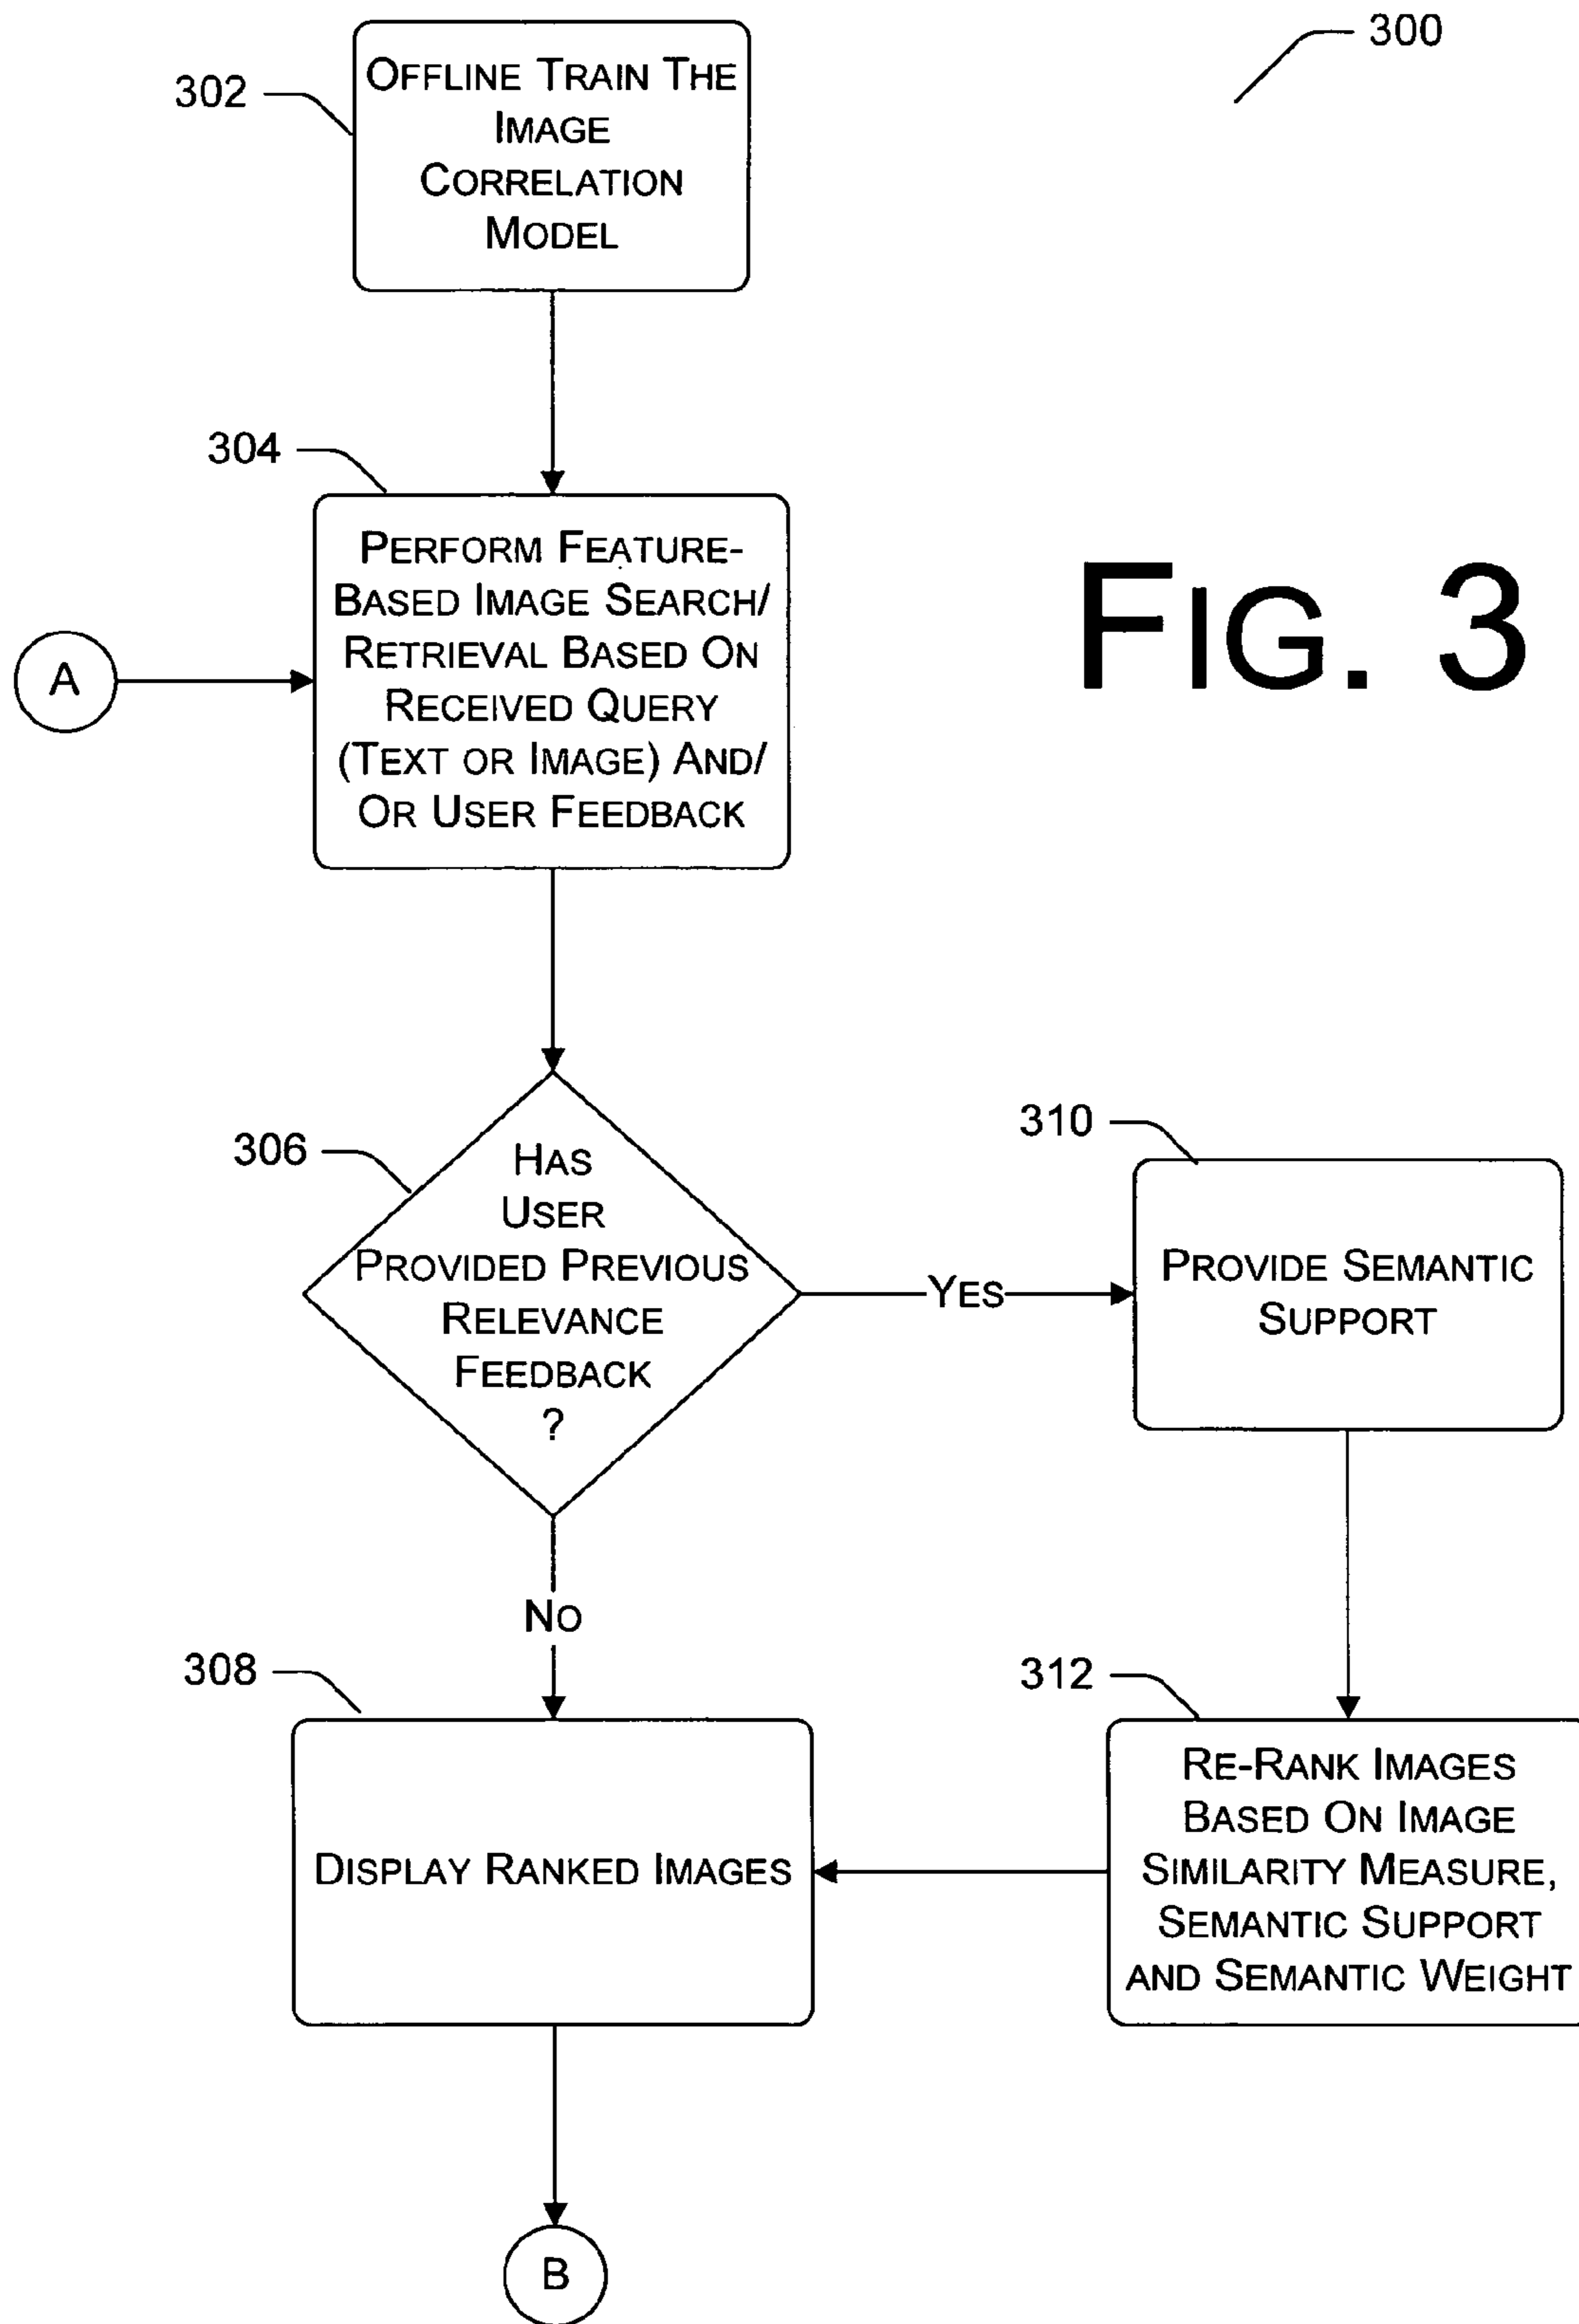 300
302
OFFLINE TRAIN THE
IMAGE
CORRELATION
MODEL
304
PERFORM FEATURE-
BASED IMAGE SEARCH/
RETRIEVAL BASED ON
RECEIVED QUERY
(TEXT OR IMAGE) AND/
OR USER FEEDBACK
A
FIG. 3
306
HAS
USER
PROVIDED PREVIOUS
RELEVANCE
FEEDBACK
?
YES
310
PROVIDE SEMANTIC
SUPPORT
NO
308
DISPLAY RANKED IMAGES
312
RE-RANK IMAGES
BASED ON IMAGE
SIMILARITY MEASURE,
SEMANTIC SUPPORT
AND SEMANTIC WEIGHT
B